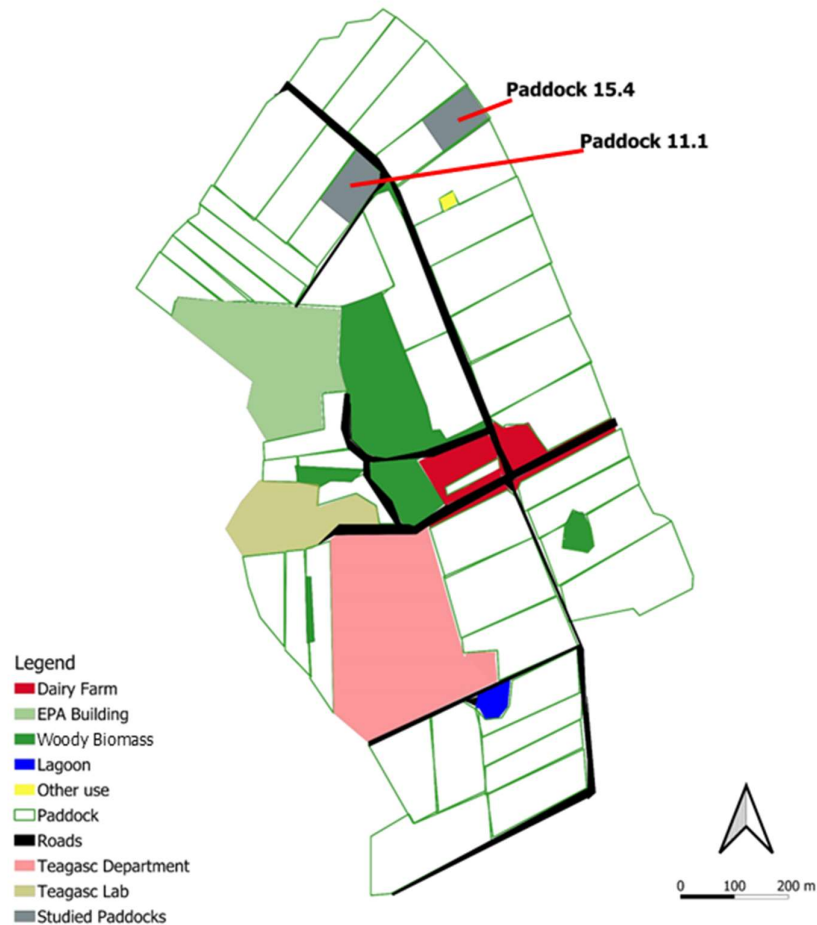 Paddock 15.4
Paddock 11.1
Legend
Dairy Farm
EPA Building
Woody Biomass
Lagoon
Other use
Paddock
Roads
Teagasc Department
Teagasc Lab
Studied Paddocks
0 100 200 m